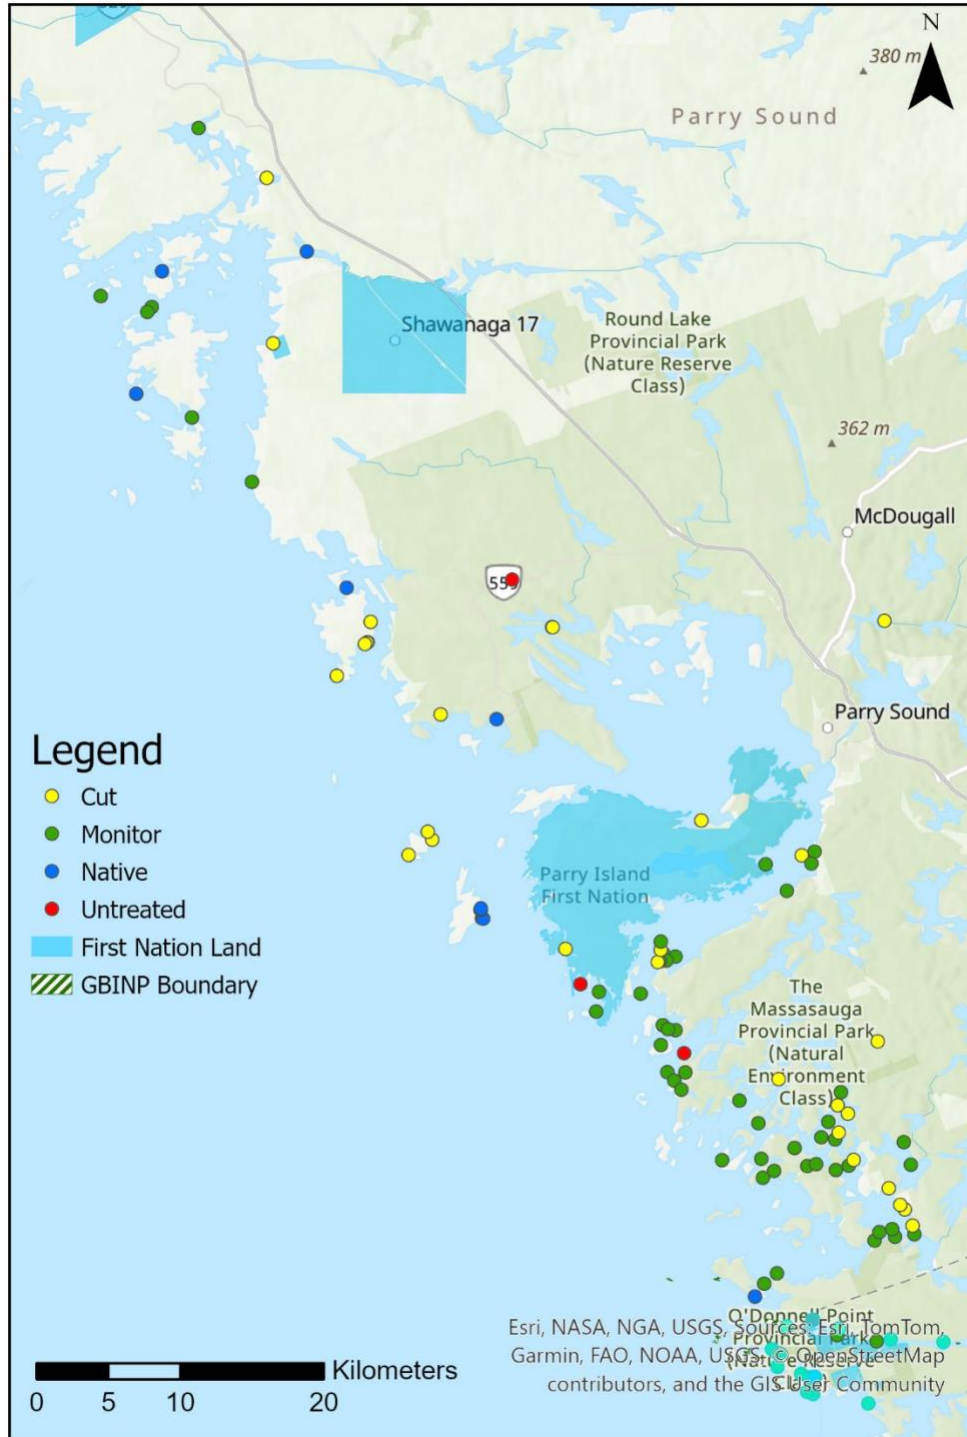 N
380 m
Parry Sound
Shawanaga 17
Round Lake
Provincial Park
(Nature Reserve
Class)
362 m
McDougall
559
Parry Sound
Legend
Cut
Monitor
Native
Untreated
First Nation Land
GBINP Boundary
Parry Island
First Nation
The
Massasauga
Provincial Park
(Natural
Environment
Class)
O'Donnell Point
Provincial Park
(Nature Reserve
Class)
Esri, NASA, NGA, USGS, Sources: Esri, TomTom,
Garmin, FAO, NOAA, USGS, © OpenStreetMap
contributors, and the GIS User Community
Kilometers
0 5 10 20